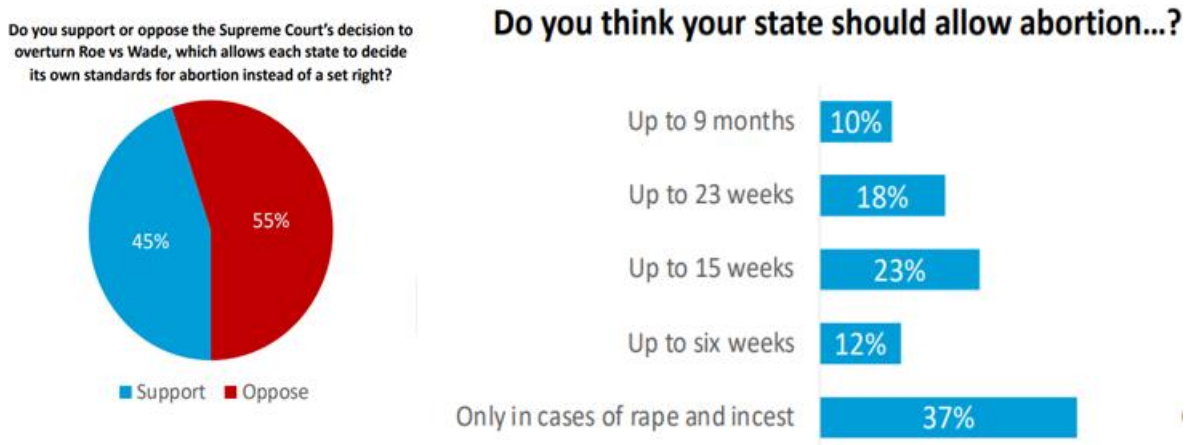 Do you support or oppose the Supreme Court's decision to
overturn Roe vs Wade, which allows each state to decide
its own standards for abortion instead of a set right?
45%
55%
Support
Oppose
Do you think your state should allow abortion...?
Up to 9 months
10%
Up to 23 weeks
18%
Up to 15 weeks
23%
Up to six weeks
12%
Only in cases of rape and incest
37%